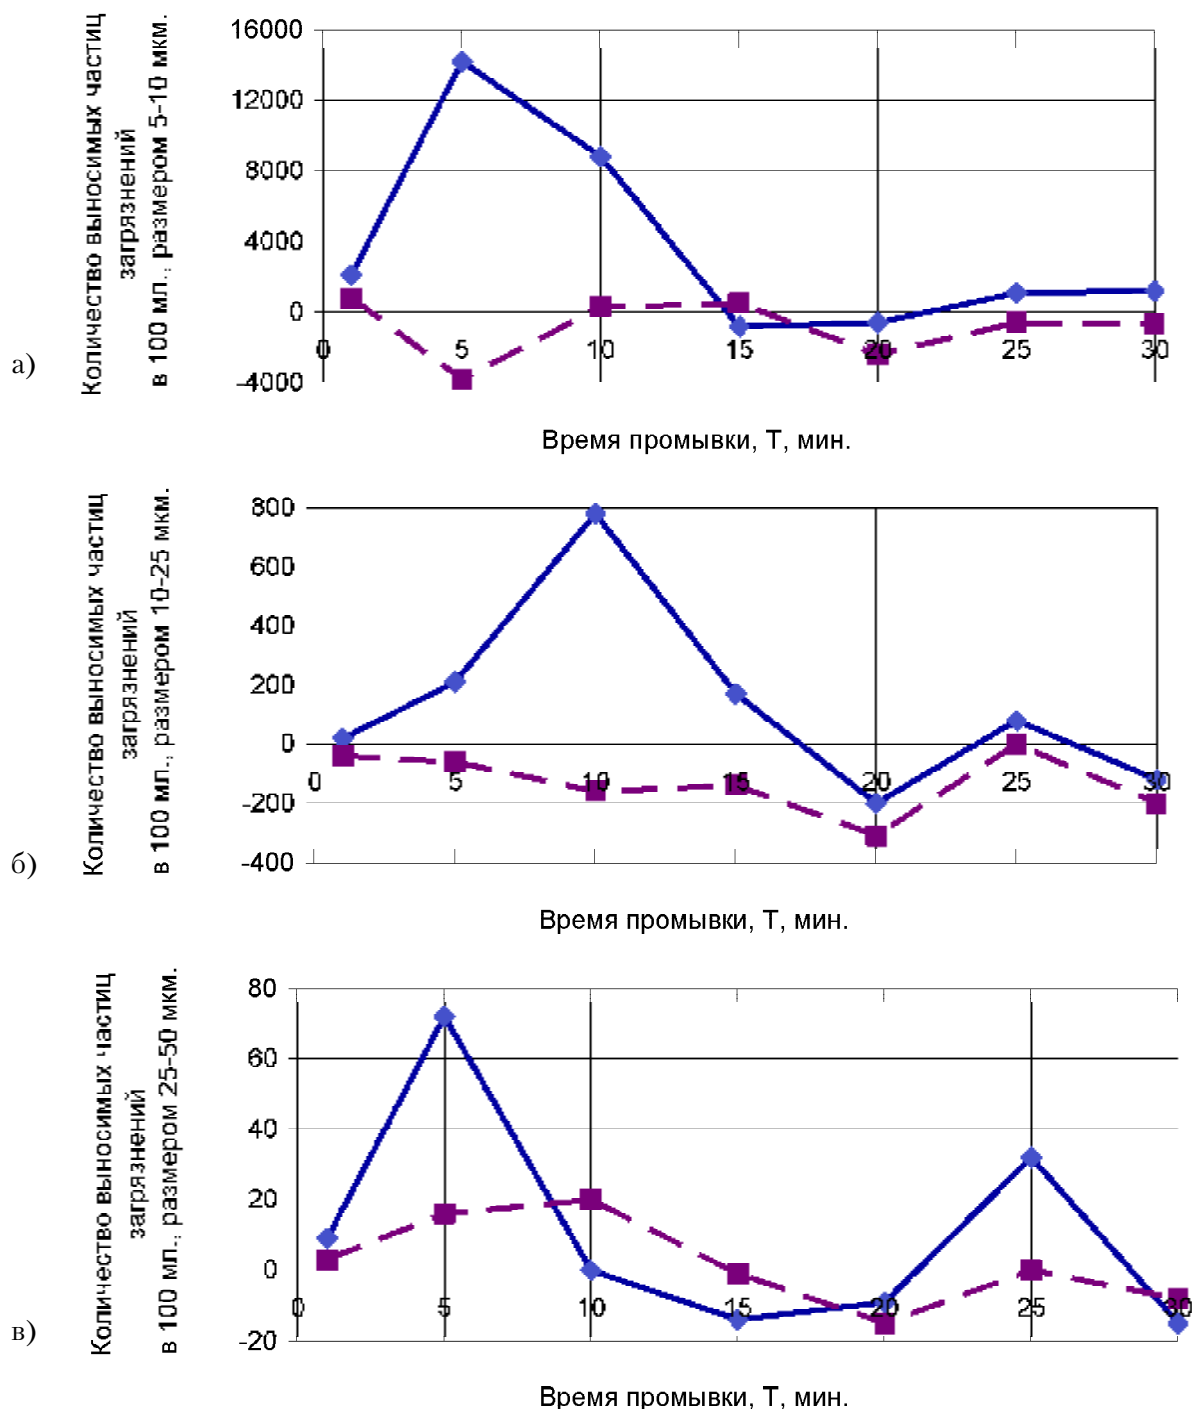 Количество выносимых частиц
загрязнений
в 100 мл., размером 5-10 мкм.
16000
12000
8000
4000
0
-4000
0
5
10
15
20
25
30
а)
Время промывки, Т, мин.
Количество выносимых частиц
загрязнений
в 100 мл., размером 10-25 мкм.
800
600
400
200
0
-200
-400
0
5
10
15
20
25
30
б)
Время промывки, Т, мин.
Количество выносимых частиц
загрязнений
в 100 мл., размером 25-50 мкм.
80
60
40
20
0
-20
0
5
10
15
20
25
30
в)
Время промывки, Т, мин.